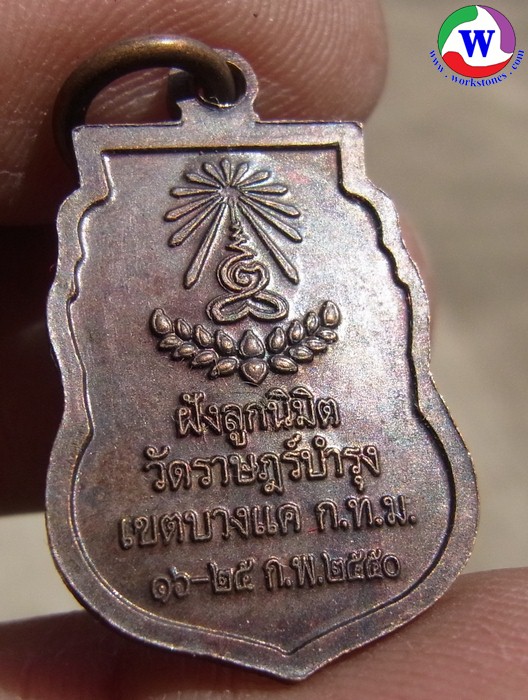 W
www.workstones.com
ฝังลูกนิมิต
วัดราษฎร์บำรุง
เขตบางแค ก.ท.ม.
๑๖-๒๕ ก.พ.๒๕๕๐